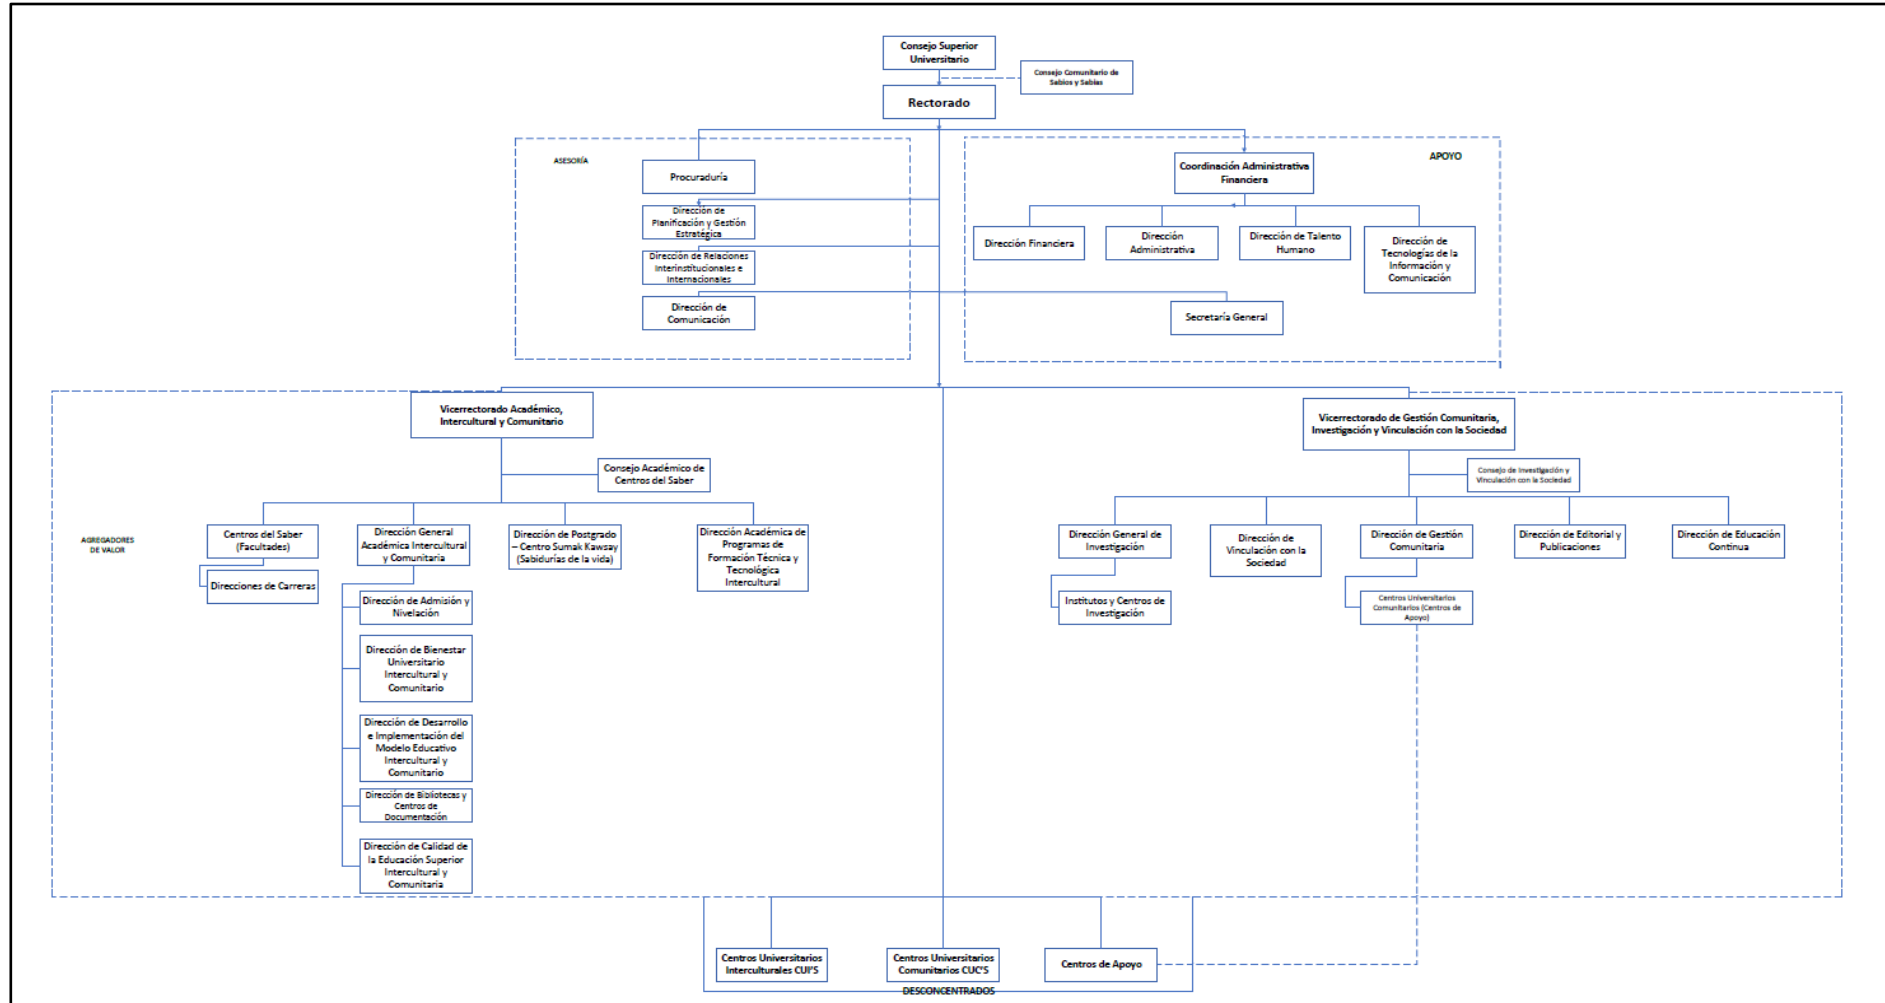 Consejo Superior
Universitario
Consejo Comunitario de
Sabios y Sabias
Rectorado
ASESORÍA
Procuraduría
Dirección de
Planificación y Gestión
Estratégica
Dirección de Relaciones
Interinstitucionales e
Internacionales
Dirección de
Comunicación
APOYO
Coordinación Administrativa
Financiera
Dirección Financiera
Dirección
Administrativa
Dirección de Talento
Humano
Dirección de
Tecnologías de la
Información y
Comunicación
Secretaría General
AGREGADORES
DE VALOR
Vicerrectorado Académico,
Intercultural y Comunitario
Consejo Académico de
Centros del Saber
Centros del Saber
(Facultades)
Direcciones de Carreras
Dirección General
Académica Intercultural
y Comunitaria
Dirección de Admisión y
Nivelación
Dirección de Bienestar
Universitario
Intercultural y
Comunitario
Dirección de Desarrollo
e Implementación del
Modelo Educativo
Intercultural y
Comunitario
Dirección de Bibliotecas y
Centros de
Documentación
Dirección de Calidad de
la Educación Superior
Intercultural y
Comunitaria
Dirección de Postgrado
– Centro Sumak Kawsay
(Sabidurías de la vida)
Dirección Académica de
Programas de
Formación Técnica y
Tecnológica
Intercultural
Vicerrectorado de Gestión Comunitaria,
Investigación y Vinculación con la Sociedad
Consejo de Investigación y
Vinculación con la Sociedad
Dirección General de
Investigación
Institutos y Centros de
Investigación
Dirección de
Vinculación con la
Sociedad
Dirección de Gestión
Comunitaria
Centros Universitarios
Comunitarios (Centros de
Apoyo)
Dirección de Editorial y
Publicaciones
Dirección de Educación
Continua
Centros Universitarios
Interculturales CUI'S
Centros Universitarios
Comunitarios CUC'S
Centros de Apoyo
DESCONCENTRADOS